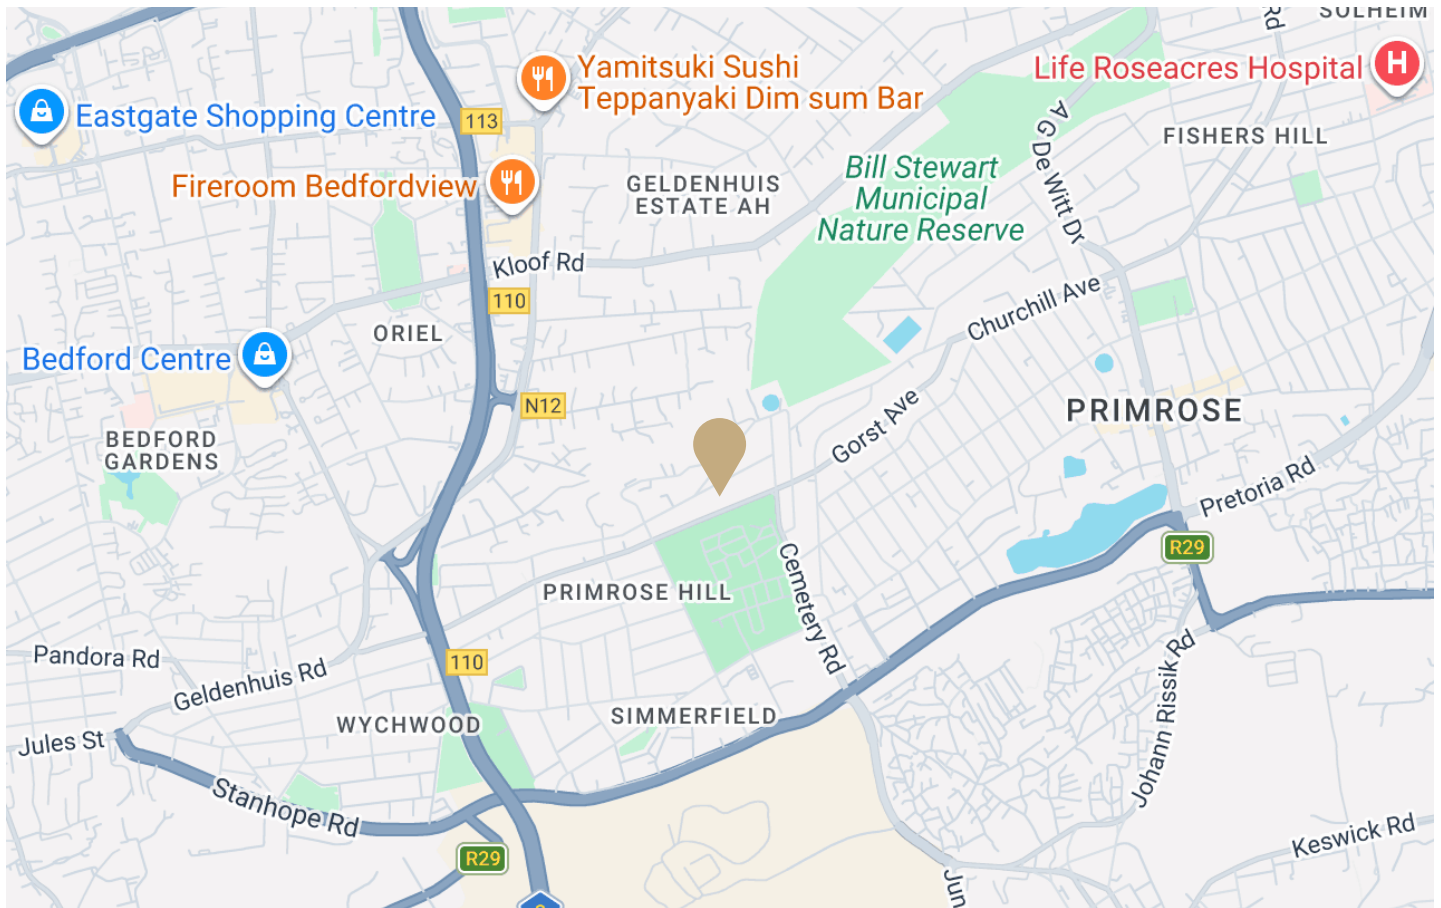 SOLHEIM
Rd
Life Roseacres Hospital
H
Yamitsuki Sushi
Teppanyaki Dim sum Bar
Eastgate Shopping Centre
113
A G De Witt Dr
FISHERS HILL
Fireroom Bedfordview
GELDENHUIS
ESTATE AH
Bill Stewart
Municipal
Nature Reserve
Kloof Rd
110
Churchill Ave
ORIEL
Bedford Centre
N12
PRIMROSE
BEDFORD
GARDENS
Gorst Ave
Pretoria Rd
R29
Cemetery Rd
PRIMROSE HILL
Pandora Rd
110
Geldenhuis Rd
Johann Rissik Rd
WYCHWOOD
SIMMERFIELD
Jules St
Stanhope Rd
Keswick Rd
R29
Jun